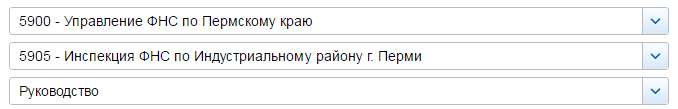 5900 - Управление ФНС по Пермскому краю
5905 - Инспекция ФНС по Индустриальному району г. Перми
Руководство